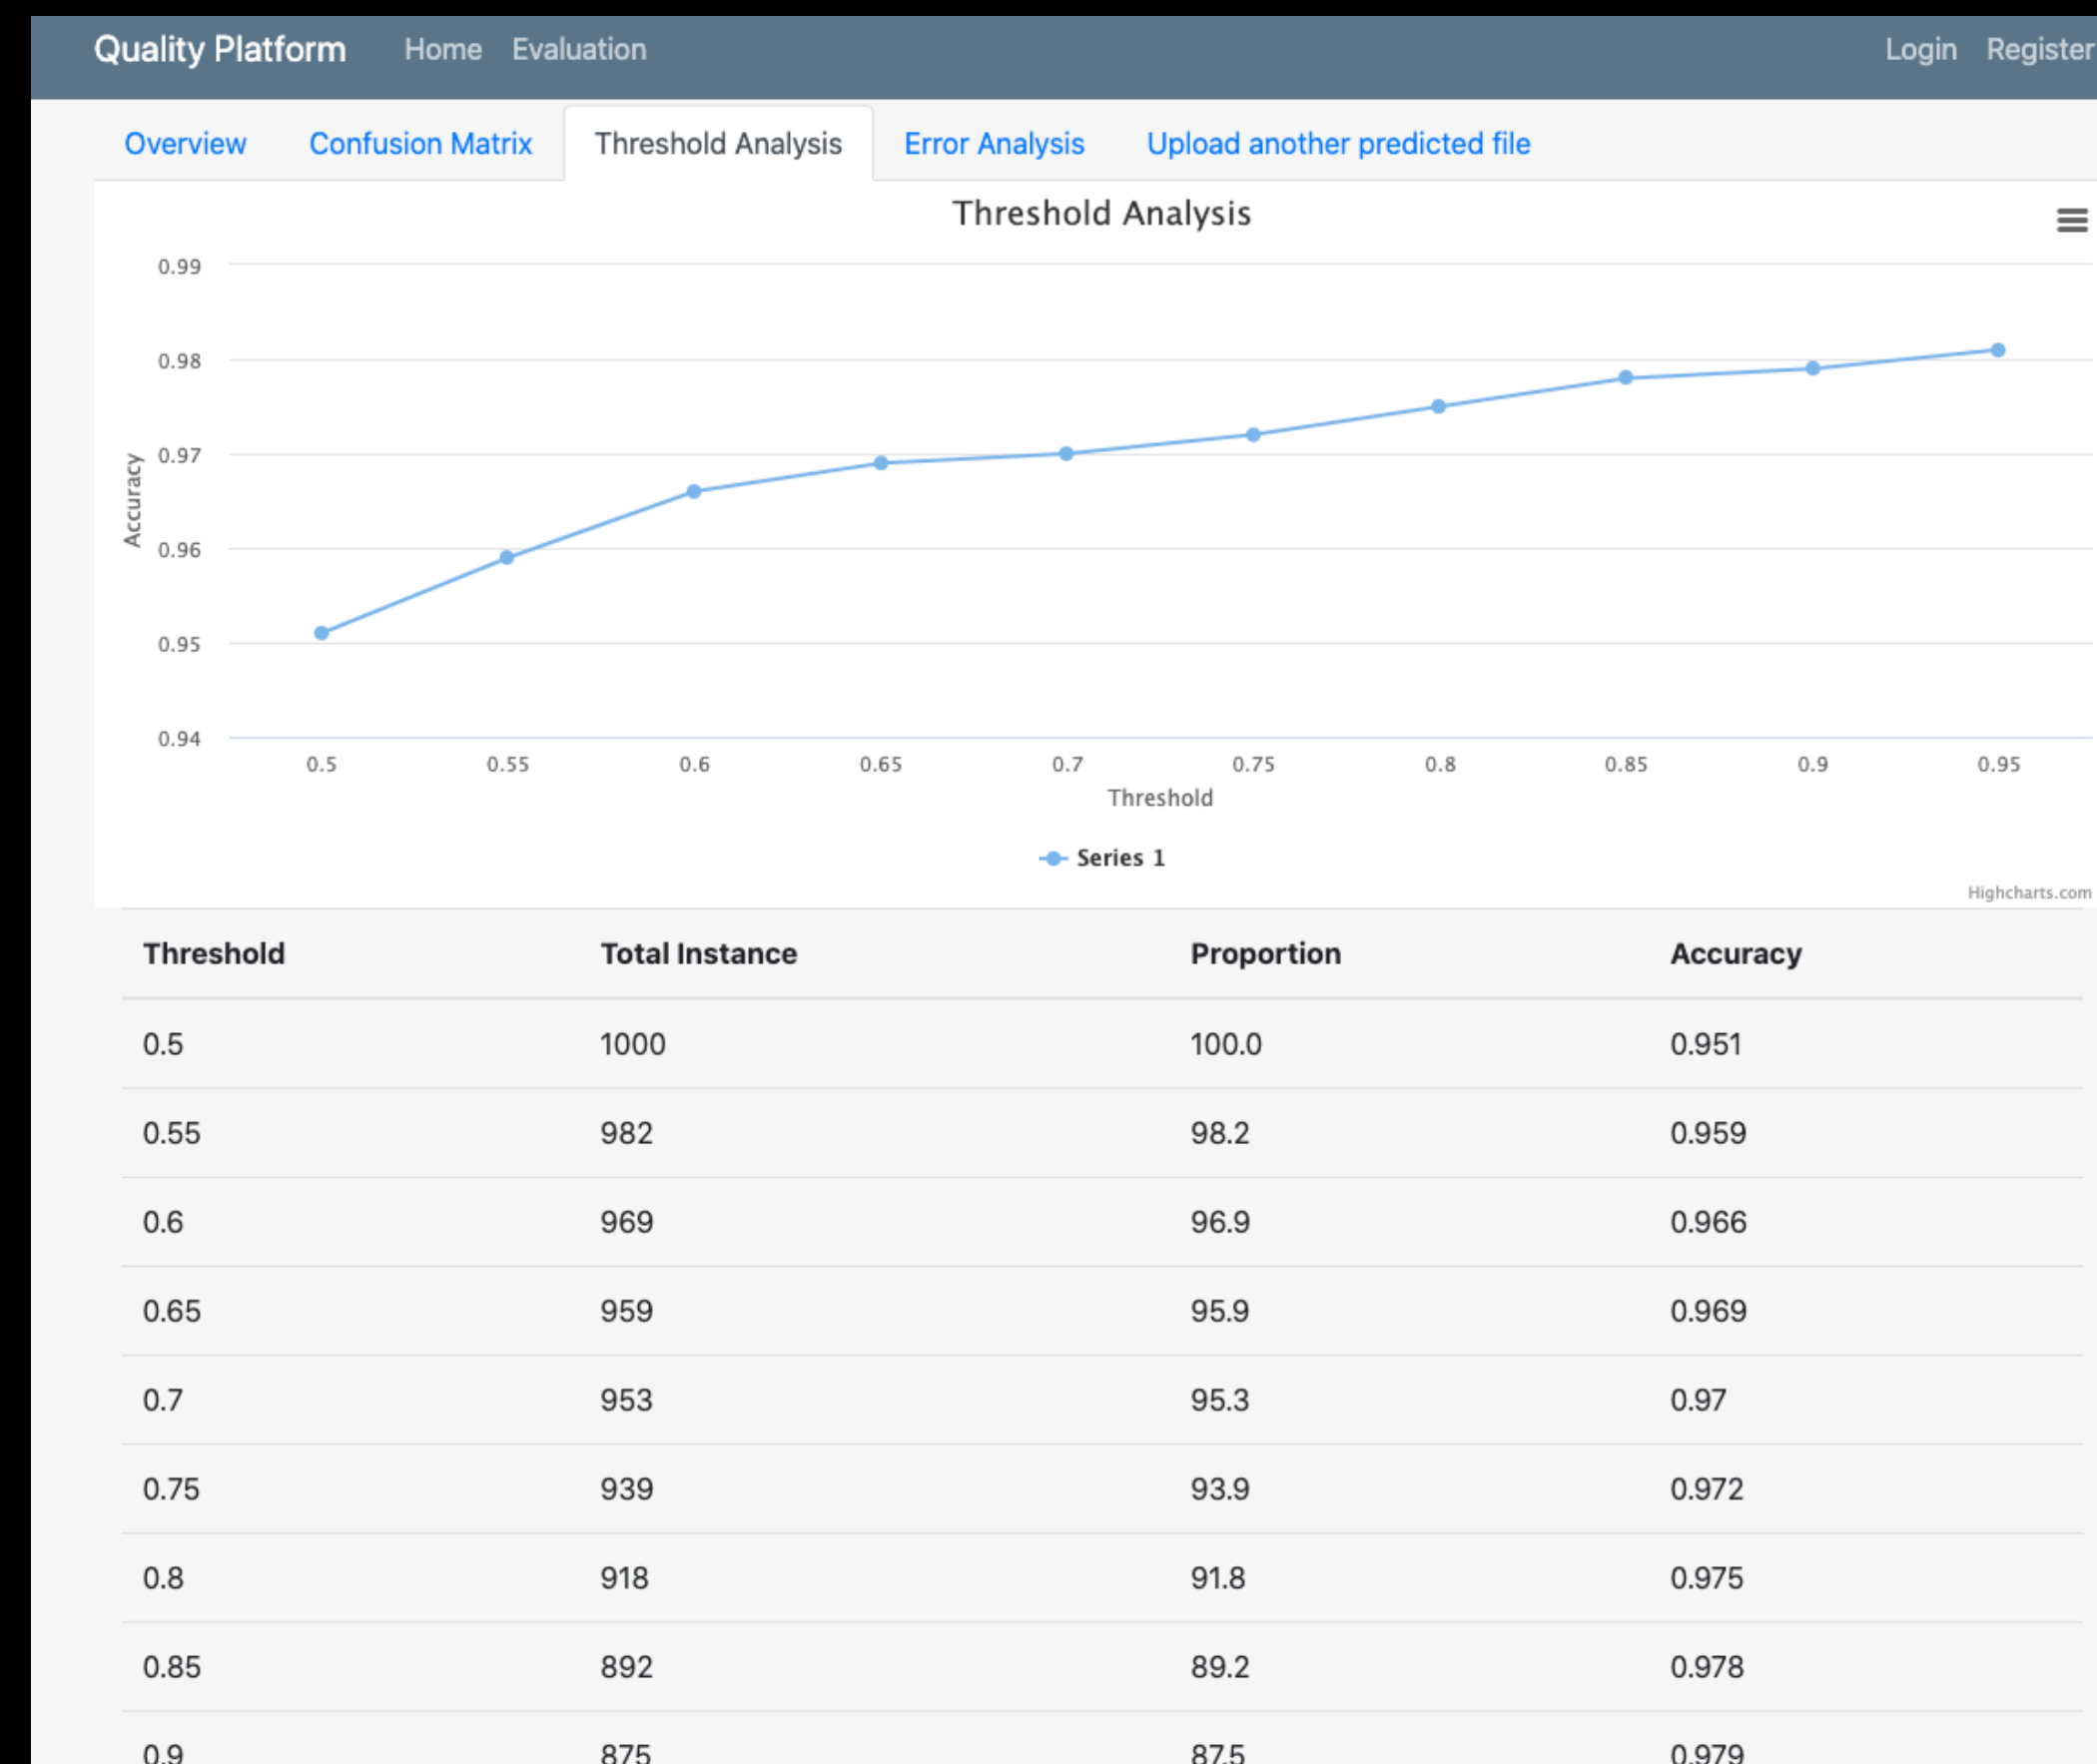 Quality Platform Home Evaluation Login Register
Overview Confusion Matrix Threshold Analysis Error Analysis Upload another predicted file
Threshold Analysis
0.99
0.98
0.97
0.96
0.95
0.94
Accuracy
0.5 0.55 0.6 0.65 0.7 0.75 0.8 0.85 0.9 0.95
Threshold
Series 1
Highcharts.com
Threshold Total Instance Proportion Accuracy
0.5 1000 100.0 0.951
0.55 982 98.2 0.959
0.6 969 96.9 0.966
0.65 959 95.9 0.969
0.7 953 95.3 0.97
0.75 939 93.9 0.972
0.8 918 91.8 0.975
0.85 892 89.2 0.978
0.9 875 87.5 0.979